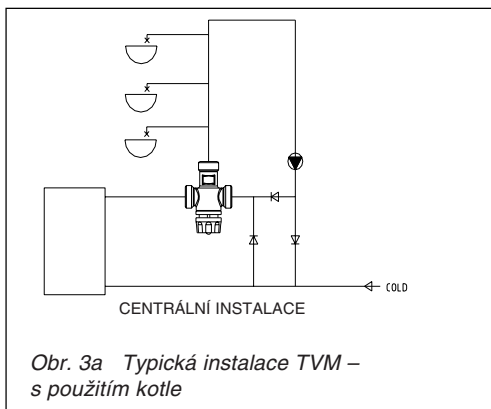 COLD
CENTRÁLNÍ INSTALACE
Obr. 3a Typická instalace TVM –
s použitím kotle